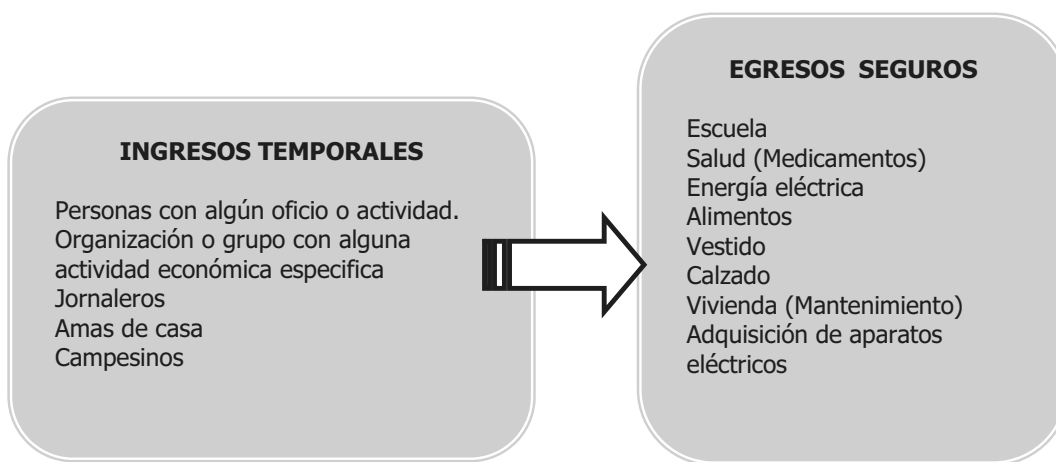 INGRESOS TEMPORALES
Personas con algún oficio o actividad.
Organización o grupo con alguna
actividad económica especifica
Jornaleros
Amas de casa
Campesinos
EGRESOS SEGUROS
Escuela
Salud (Medicamentos)
Energía eléctrica
Alimentos
Vestido
Calzado
Vivienda (Mantenimiento)
Adquisición de aparatos
eléctricos